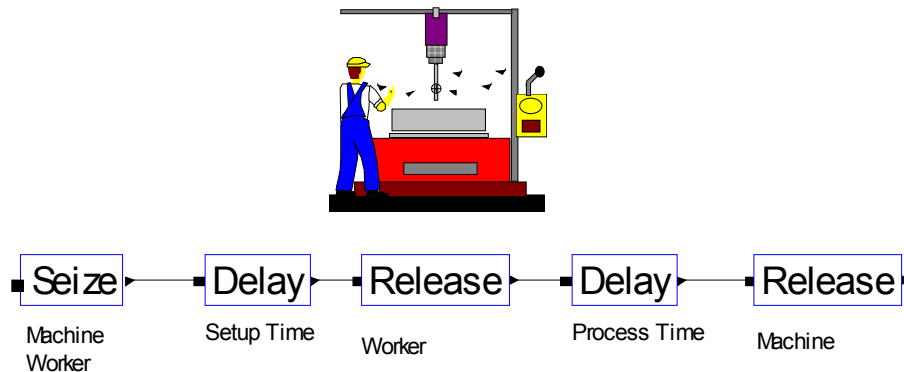 Seize
Delay
Release
Delay
Release
Machine
Worker
Setup Time
Worker
Process Time
Machine